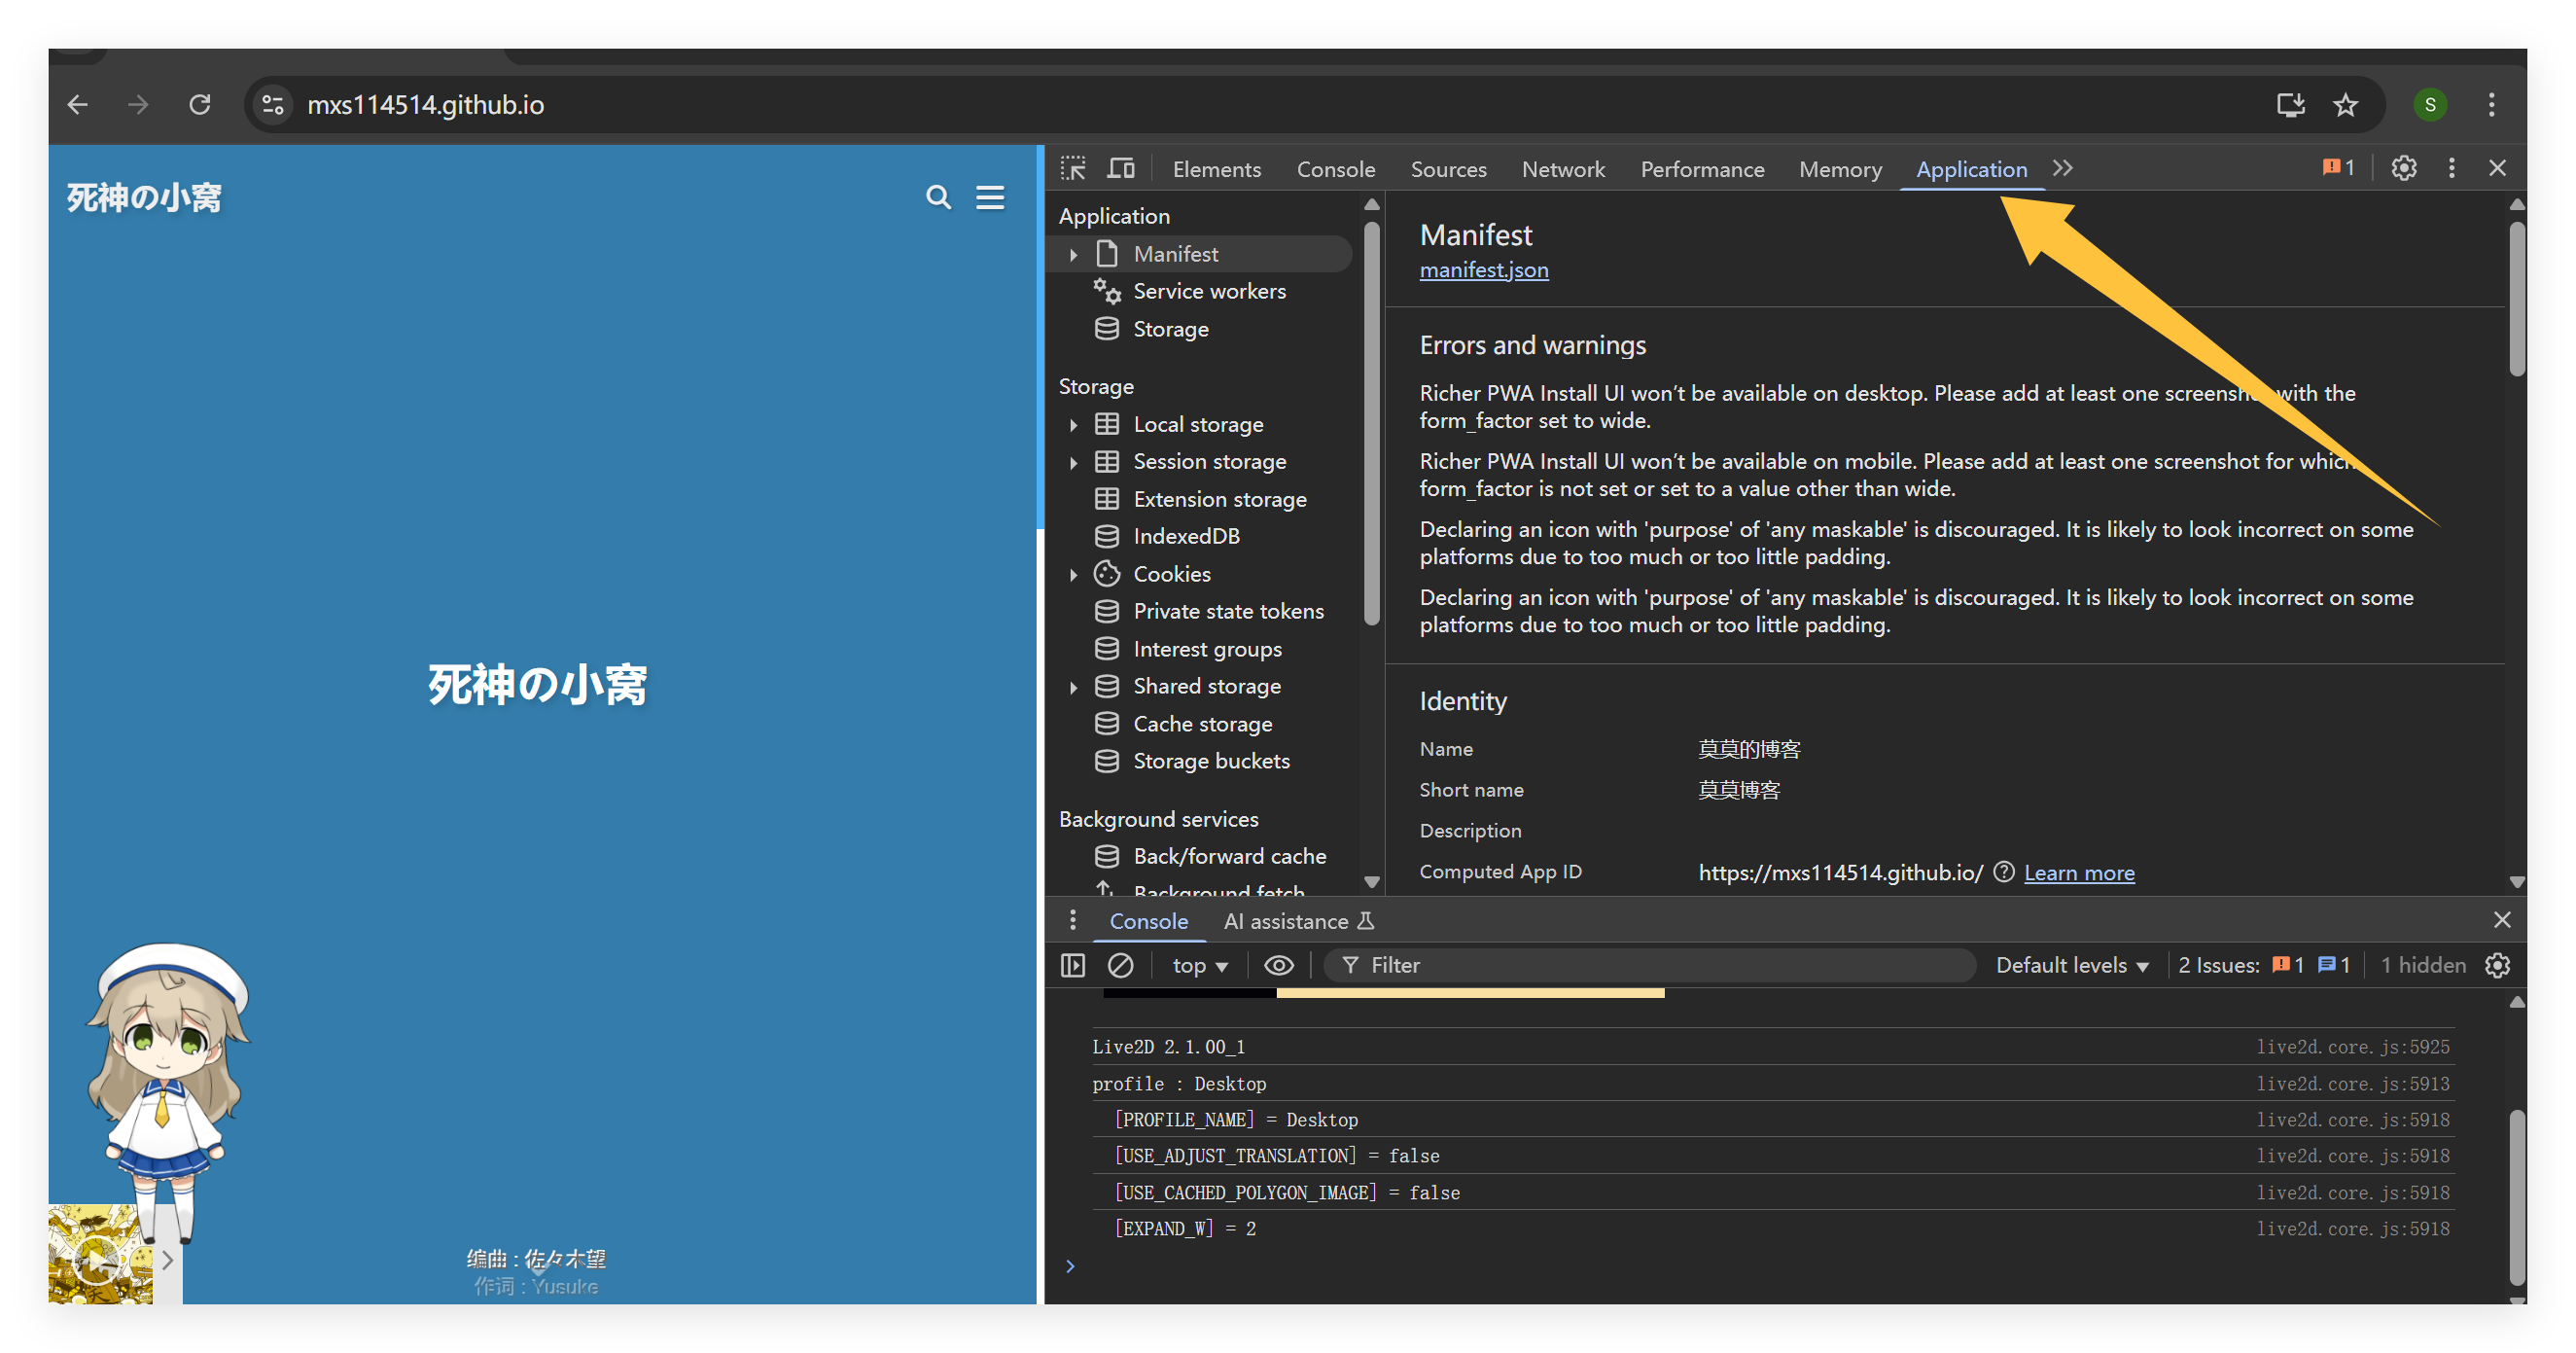 mxs114514.github.io
S
死神の小窝
死神の小窝
编曲 : 佐々木望
作词 : Yusuke
Elements Console Sources Network Performance Memory Application 1
Application
Manifest
Service workers
Storage
Storage
Local storage
Session storage
Extension storage
IndexedDB
Cookies
Private state tokens
Interest groups
Shared storage
Cache storage
Storage buckets
Background services
Back/forward cache
Background fetch
Manifest
manifest.json
Errors and warnings
Richer PWA Install UI won’t be available on desktop. Please add at least one screenshot with the
form_factor set to wide.
Richer PWA Install UI won’t be available on mobile. Please add at least one screenshot for which
form_factor is not set or set to a value other than wide.
Declaring an icon with 'purpose' of 'any maskable' is discouraged. It is likely to look incorrect on some
platforms due to too much or too little padding.
Declaring an icon with 'purpose' of 'any maskable' is discouraged. It is likely to look incorrect on some
platforms due to too much or too little padding.
Identity
Name 莫莫的博客
Short name 莫莫博客
Description
Computed App ID https://mxs114514.github.io/ Learn more
Console AI assistance
top Filter Default levels 2 Issues: 1 1 1 hidden
Live2D 2.1.00_1 live2d.core.js:5925
profile : Desktop live2d.core.js:5913
[PROFILE_NAME] = Desktop live2d.core.js:5918
[USE_ADJUST_TRANSLATION] = false live2d.core.js:5918
[USE_CACHED_POLYGON_IMAGE] = false live2d.core.js:5918
[EXPAND_W] = 2 live2d.core.js:5918